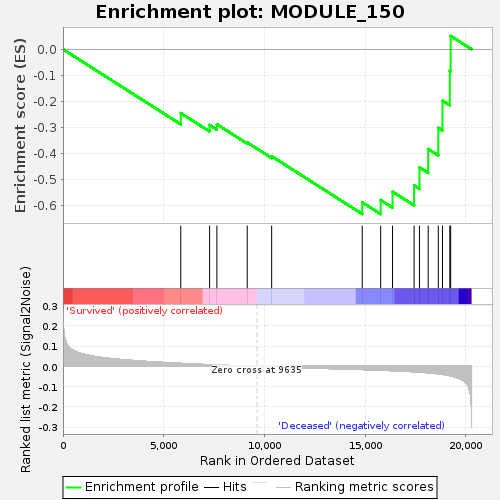 Enrichment plot: MODULE_150
Enrichment score (ES)
0.0
-0.1
-0.2
-0.3
-0.4
-0.5
-0.6
'Survived' (positively correlated)
Ranked list metric (Signal2Noise)
0.3
0.2
0.1
0.0
-0.1
-0.2
-0.3
Zero cross at 9635
'Deceased' (negatively correlated)
0
5,000
10,000
15,000
20,000
Rank in Ordered Dataset
Enrichment profile
Hits
Ranking metric scores